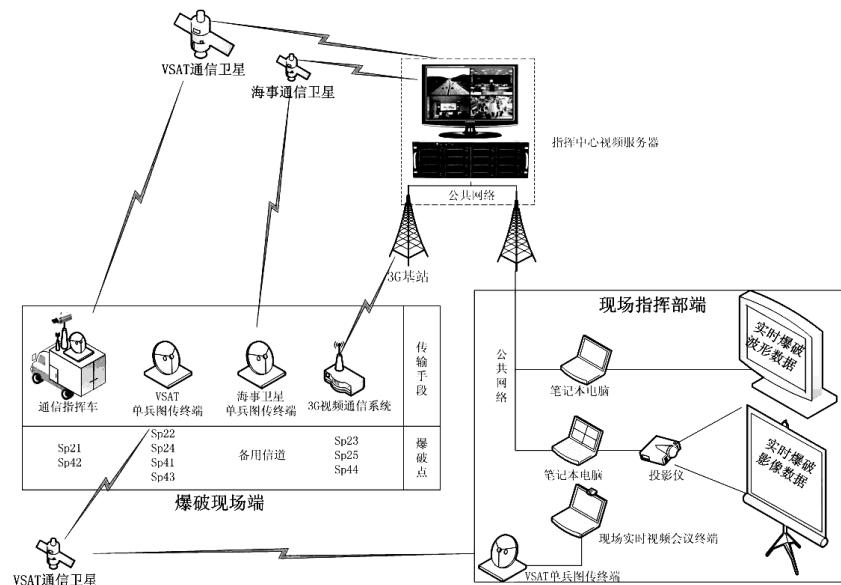 VSAT通信卫星
海事通信卫星
指挥中心视频服务器
公共网络
3G基站
通信指挥车
VSAT
单兵图传终端
海事卫星
单兵图传终端
3G视频通信系统
传输手段
Sp21
Sp42
Sp22
Sp24
Sp41
Sp43
备用信道
Sp23
Sp25
Sp44
爆破点
爆破现场端
VSAT通信卫星
现场指挥部端
公共网络
笔记本电脑
实时爆破
波形数据
笔记本电脑
投影仪
实时爆破
影像数据
现场实时视频会议终端
VSAT单兵图传终端